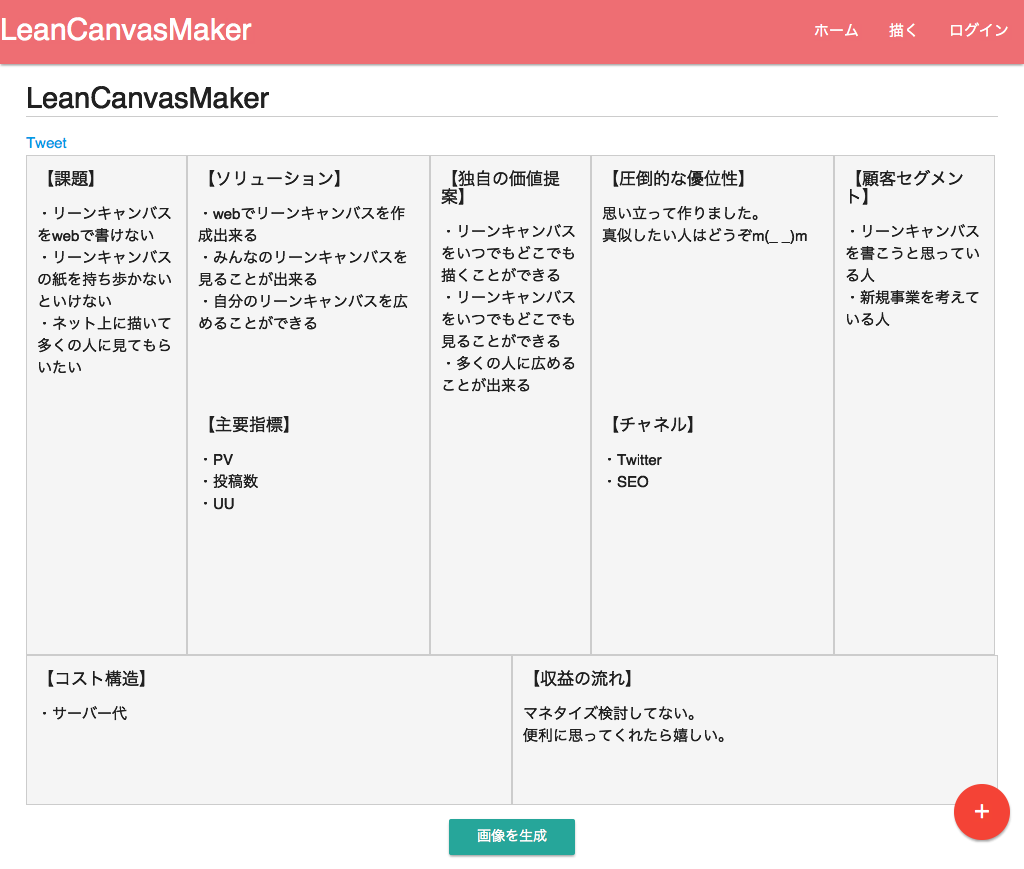 LeanCanvasMaker
ホーム 描く ログイン
LeanCanvasMaker
Tweet
【課題】
・リーンキャンバス
をwebで書けない
・リーンキャンバス
の紙を持ち歩かない
といけない
・ネット上に描いて
多くの人に見てもら
いたい
【ソリューション】
・webでリーンキャンバスを作
成出来る
・みんなのリーンキャンバスを
見ることが出来る
・自分のリーンキャンバスを広
めることができる
【主要指標】
・PV
・投稿数
・UU
【独自の価値提
案】
・リーンキャンバス
をいつでもどこでも
描くことができる
・リーンキャンバス
をいつでもどこでも
見ることができる
・多くの人に広める
ことが出来る
【圧倒的な優位性】
思い立って作りました。
真似したい人はどうぞm(_ _)m
【チャネル】
・Twitter
・SEO
【顧客セグメン
ト】
・リーンキャンバス
を書こうと思ってい
る人
・新規事業を考えて
いる人
【コスト構造】
・サーバー代
【収益の流れ】
マネタイズ検討してない。
便利に思ってくれたら嬉しい。
+
画像を生成